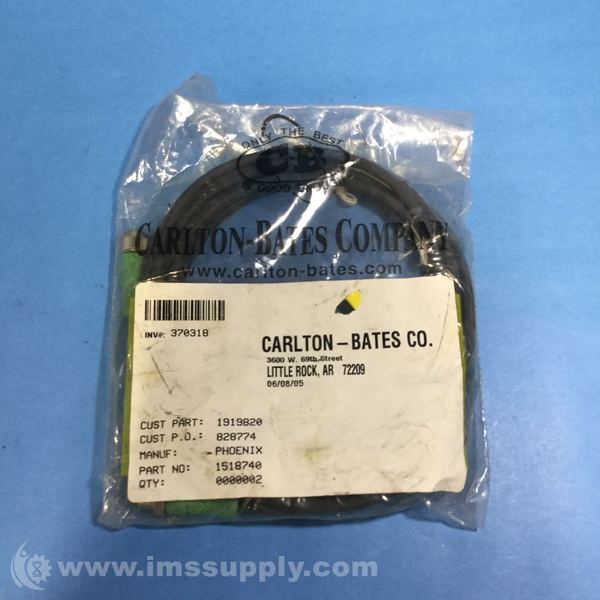 ONLY THE BEST
CB
CARLTON-BATES COMPANY
www.carlton-bates.com
INV#: 370318
CARLTON-BATES CO.
3600 W. 69th Street
LITTLE ROCK, AR 72209
06/08/05
CUST PART: 1919820
CUST P.O.: 828774
MANUF: PHOENIX
PART NO: 1518740
QTY: 0000002
© www.imssupply.com